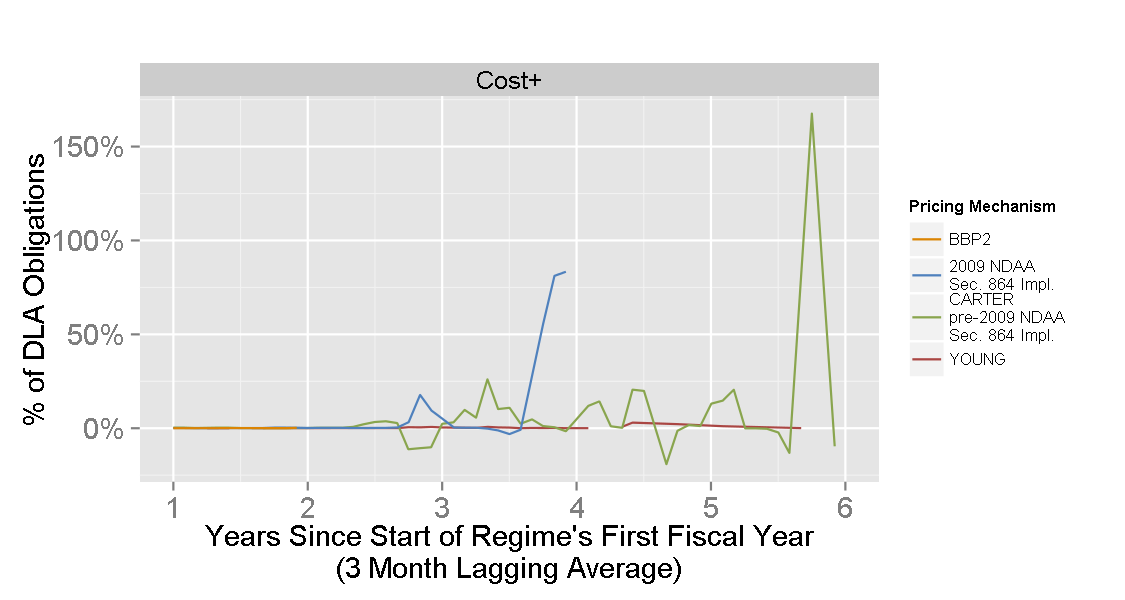 Cost+
150%
100%
50%
0%
% of DLA Obligations
1 2 3 4 5 6
Years Since Start of Regime's First Fiscal Year
(3 Month Lagging Average)
Pricing Mechanism
BBP2
2009 NDAA
Sec. 864 Impl.
CARTER
pre-2009 NDAA
Sec. 864 Impl.
YOUNG